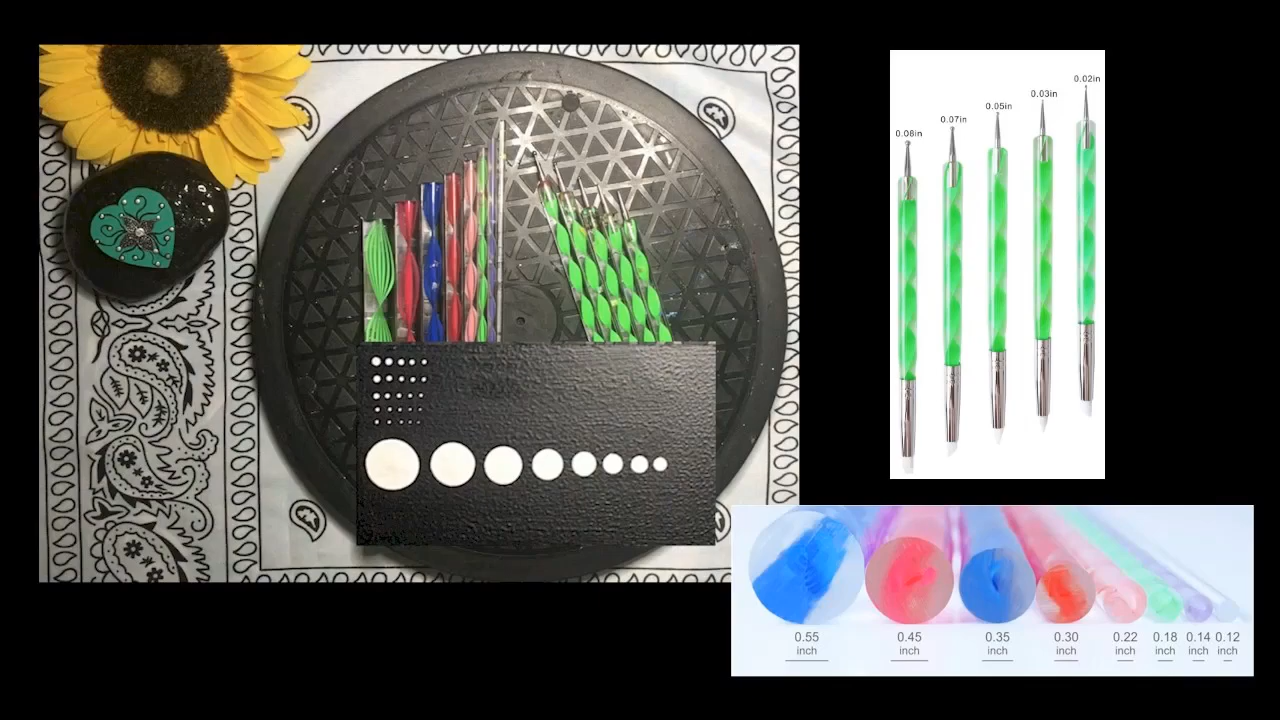 0.08in
0.07in
0.05in
0.03in
0.02in
0.55 0.45 0.35 0.30 0.22 0.18 0.14 0.12
inch inch inch inch inch inch inch inch